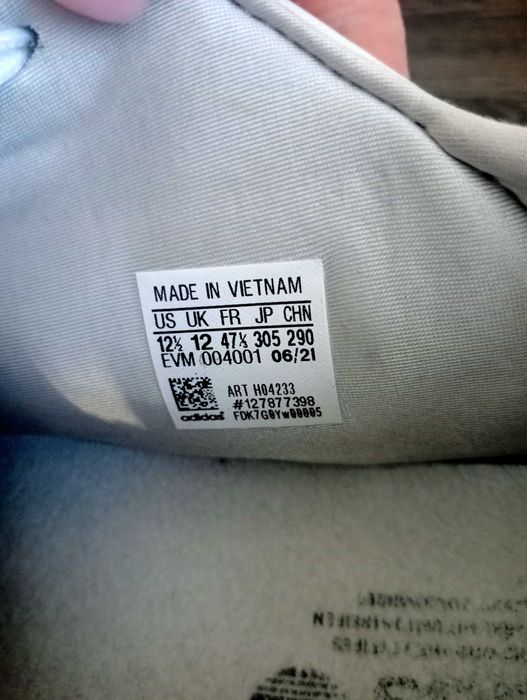 MADE IN VIETNAM
US UK FR JP CHN
12½ 12 47⅓ 305 290
EVM 004001 06/21
ART H04233
#127877398
adidas FDK7G0Yw00005